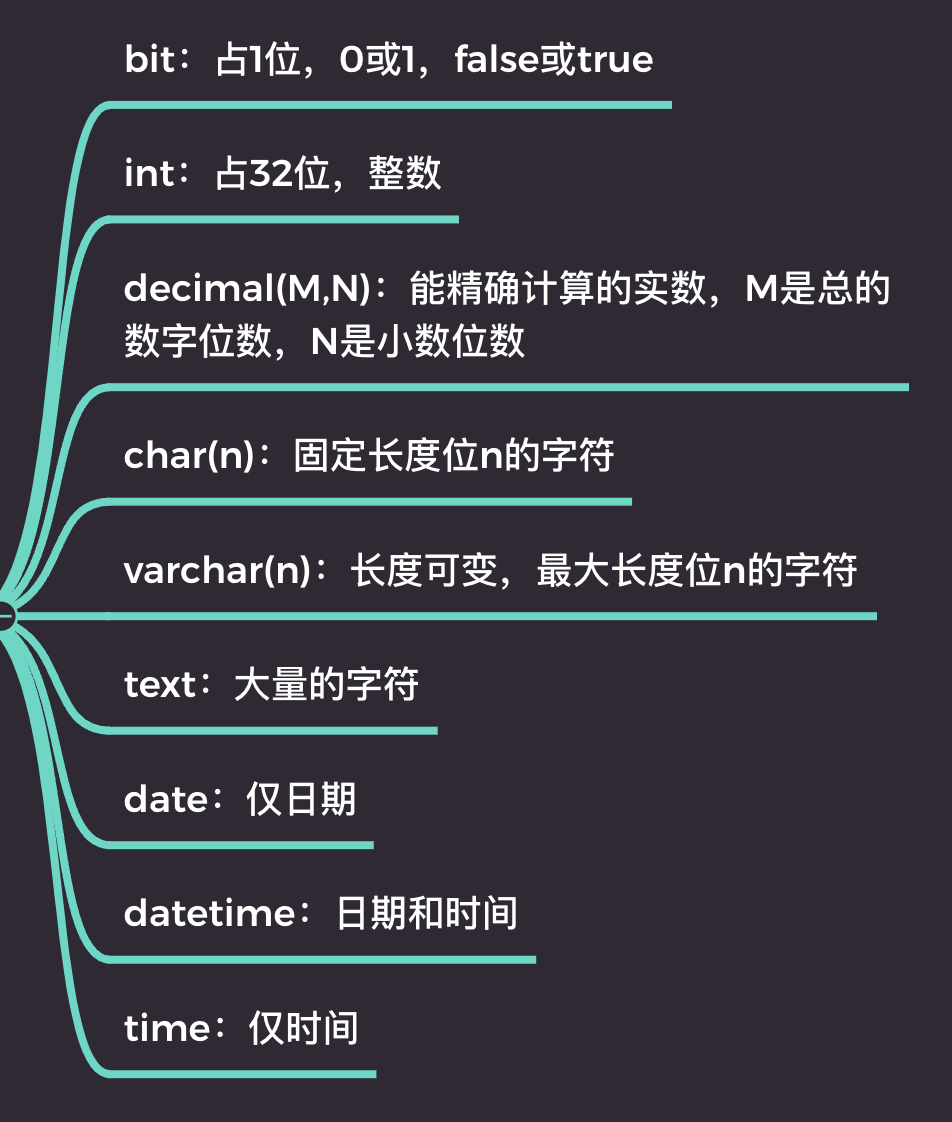 bit：占1位，0或1，false或true
int：占32位，整数
decimal(M,N)：能精确计算的实数，M是总的
数字位数，N是小数位数
char(n)：固定长度位n的字符
varchar(n)：长度可变，最大长度位n的字符
text：大量的字符
date：仅日期
datetime：日期和时间
time：仅时间